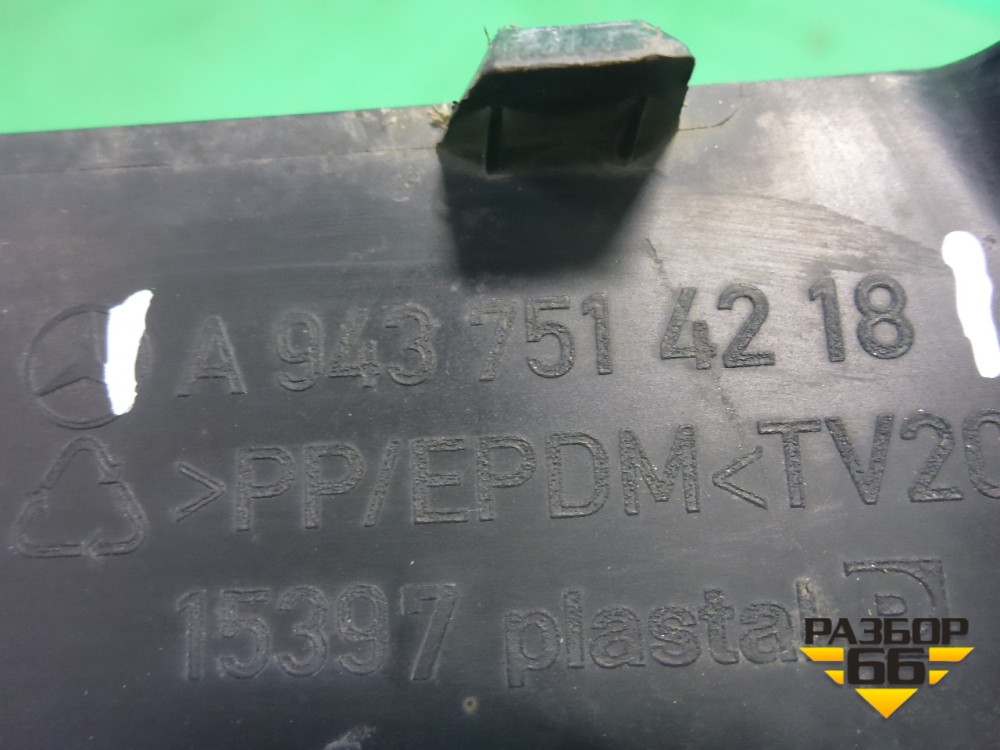 A 943 751 42 18
>PP/EPDM<TV20
15397 plastal P
РАЗБОР
66